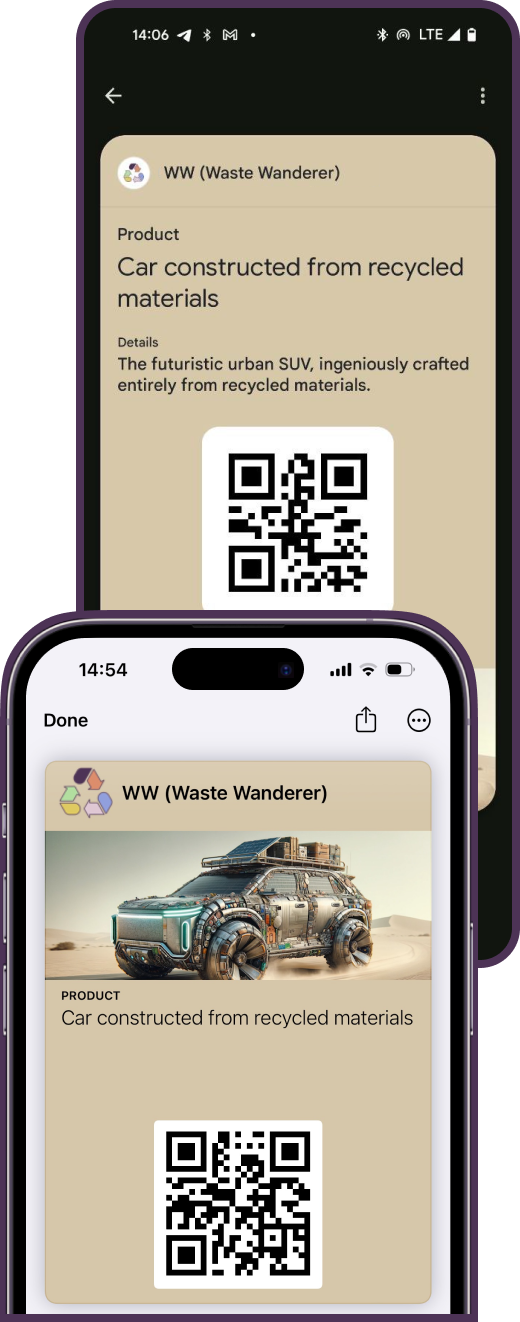 14:06
LTE
WW (Waste Wanderer)
Product
Car constructed from recycled
materials
Details
The futuristic urban SUV, ingeniously crafted
entirely from recycled materials.
14:54
Done
WW (Waste Wanderer)
PRODUCT
Car constructed from recycled materials